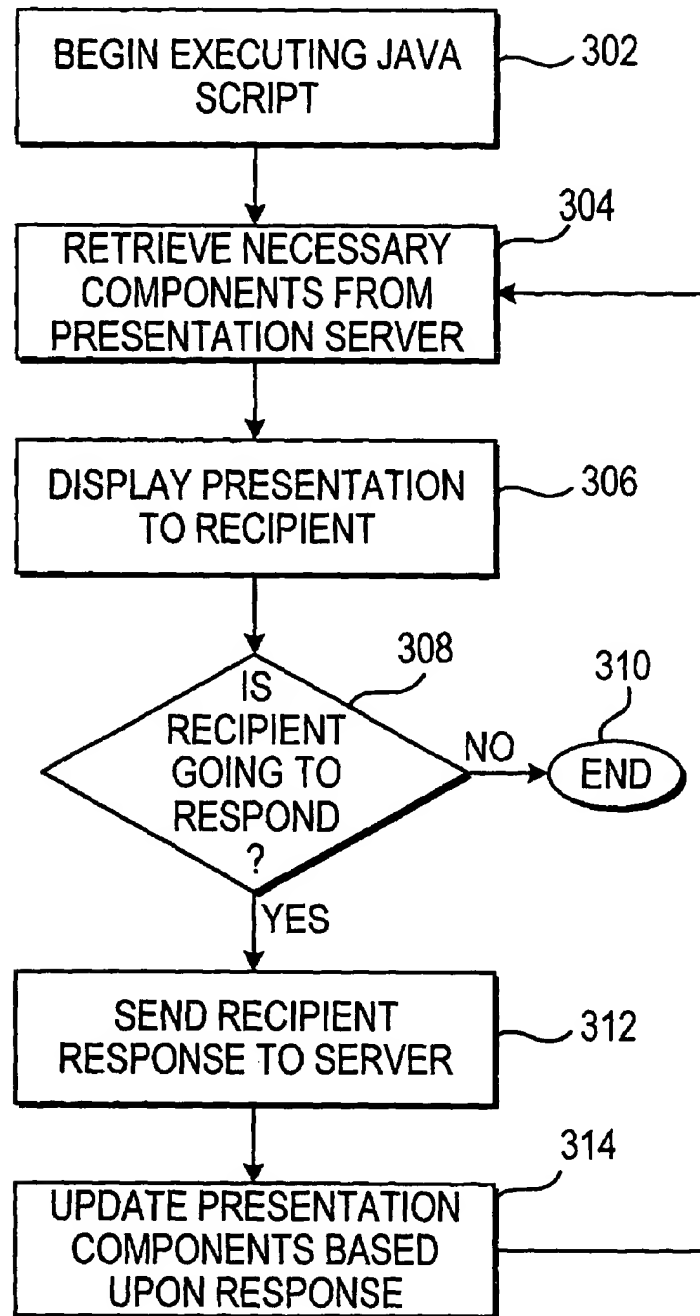 BEGIN EXECUTING JAVA
SCRIPT
302
304
RETRIEVE NECESSARY
COMPONENTS FROM
PRESENTATION SERVER
DISPLAY PRESENTATION
TO RECIPIENT
306
308
IS
RECIPIENT
GOING TO
RESPOND
?
310
NO
END
YES
SEND RECIPIENT
RESPONSE TO SERVER
312
314
UPDATE PRESENTATION
COMPONENTS BASED
UPON RESPONSE